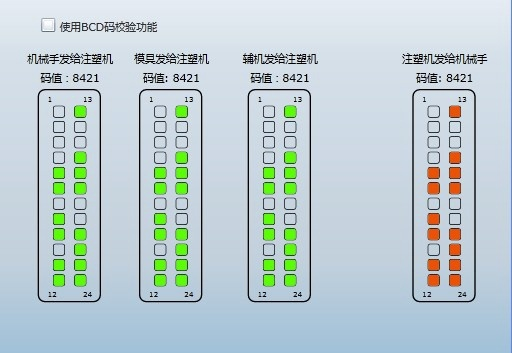 使用BCD码校验功能
机械手发给注塑机 模具发给注塑机 辅机发给注塑机 注塑机发给机械手
码值：8421 码值: 8421 码值: 8421 码值: 8421
1 13 1 13 1 13 1 13
12 24 12 24 12 24 12 24